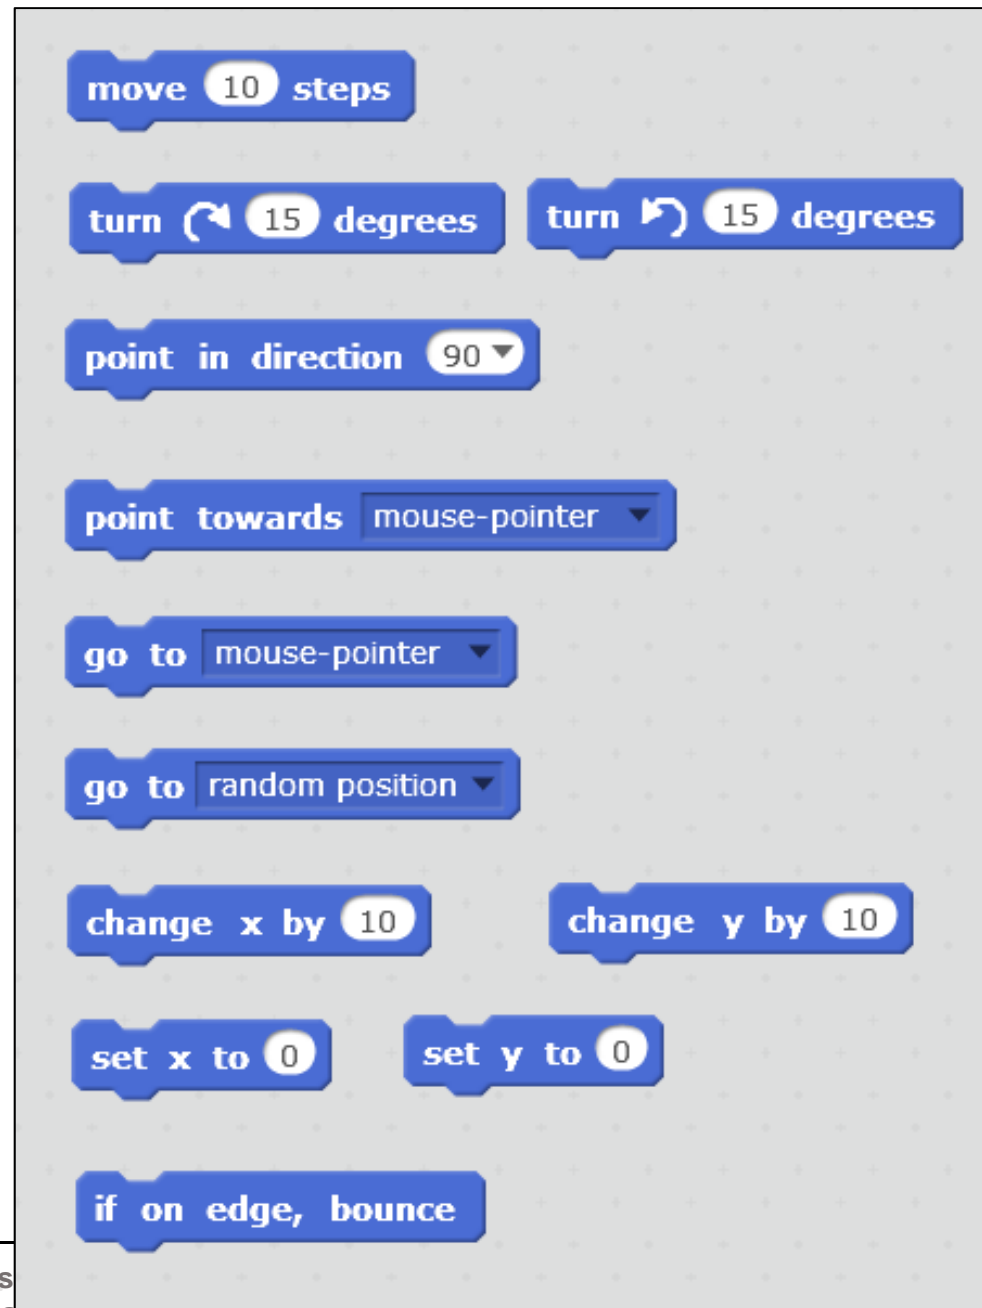 move 10 steps
turn 15 degrees turn 15 degrees
point in direction 90
point towards mouse-pointer
go to mouse-pointer
go to random position
change x by 10 change y by 10
set x to 0 set y to 0
if on edge, bounce
s